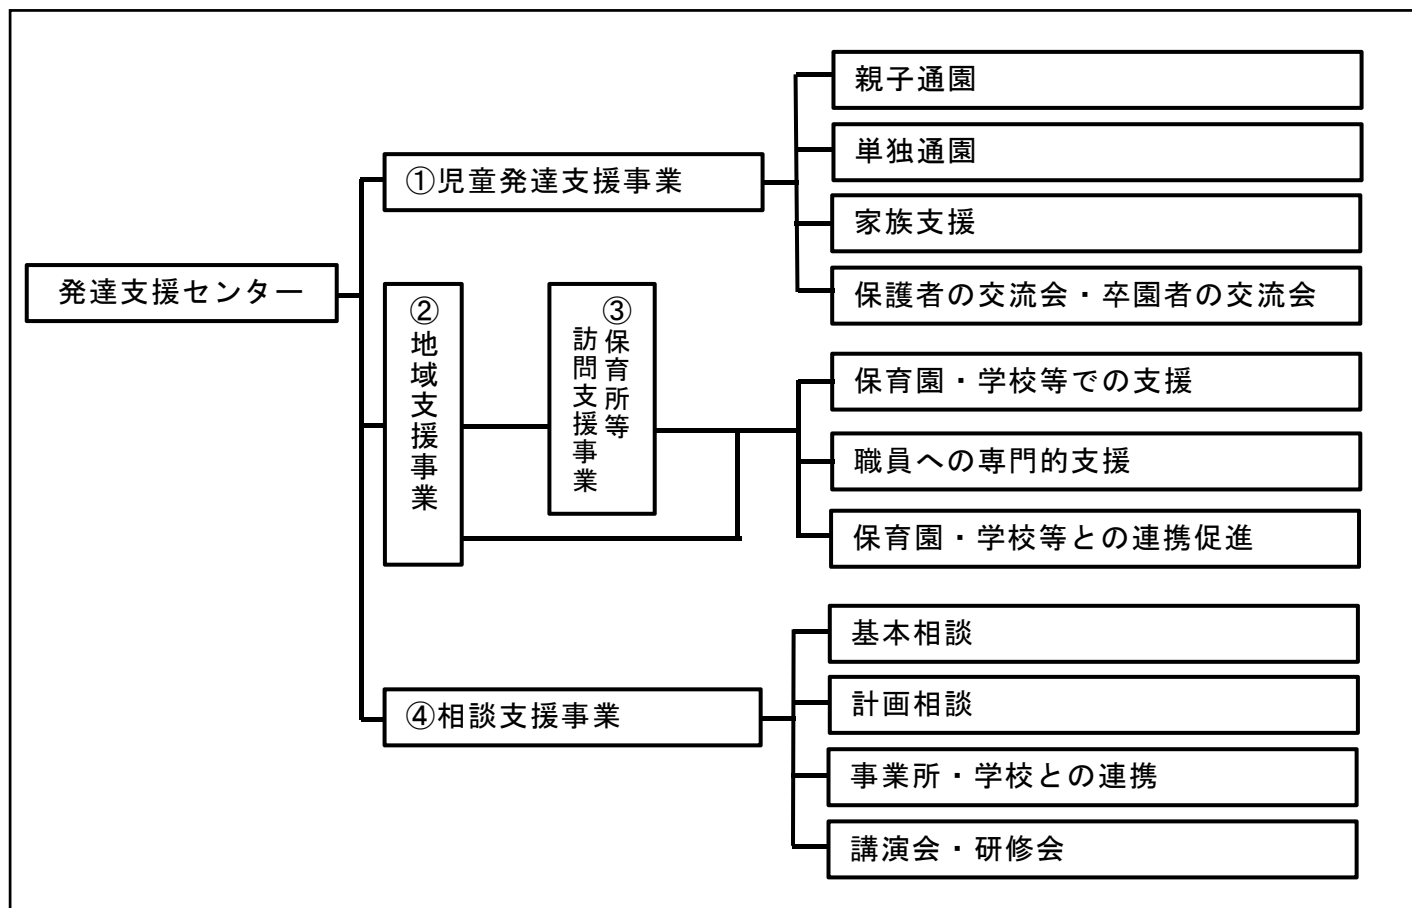 発達支援センター
①児童発達支援事業
親子通園
単独通園
家族支援
保護者の交流会・卒園者の交流会
②地域支援事業
③保育所等
訪問支援事業
保育園・学校等での支援
職員への専門的支援
保育園・学校等との連携促進
④相談支援事業
基本相談
計画相談
事業所・学校との連携
講演会・研修会